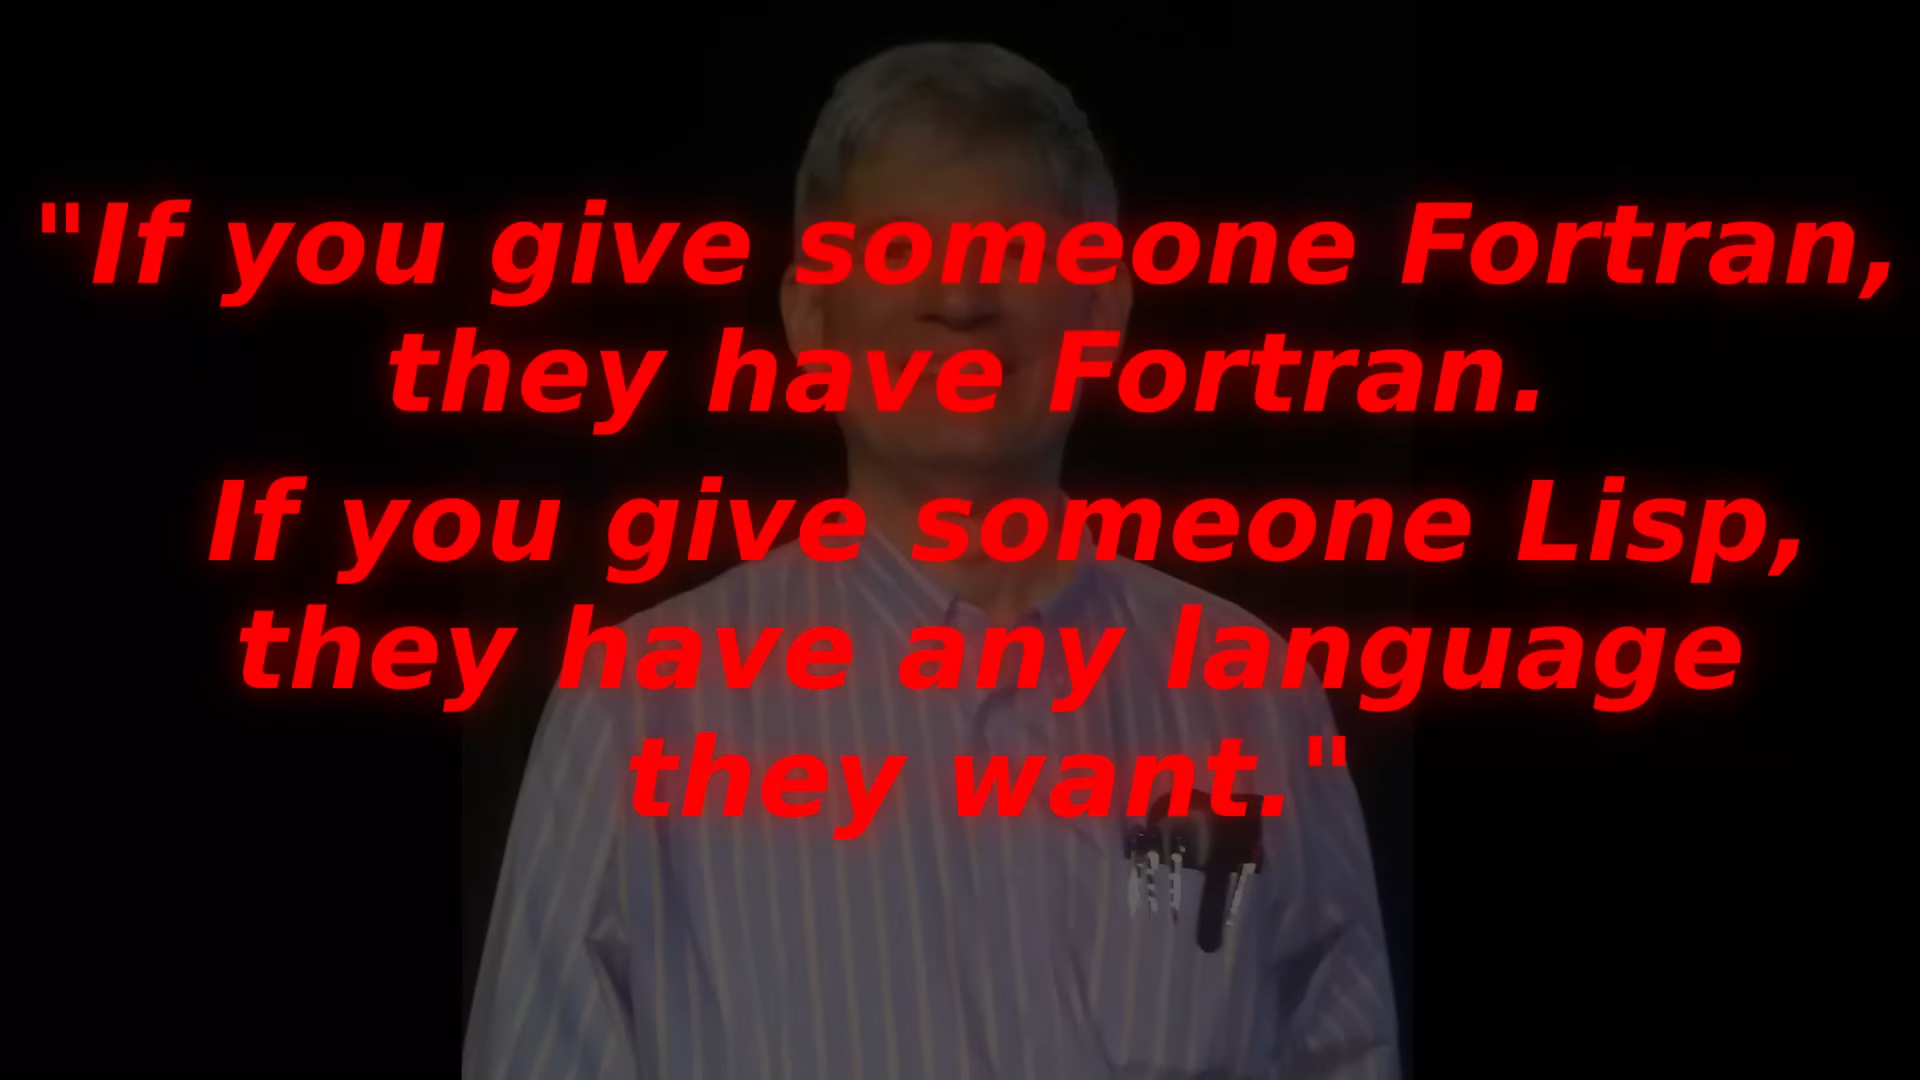 "If you give someone Fortran,
they have Fortran.
If you give someone Lisp,
they have any language
they want."